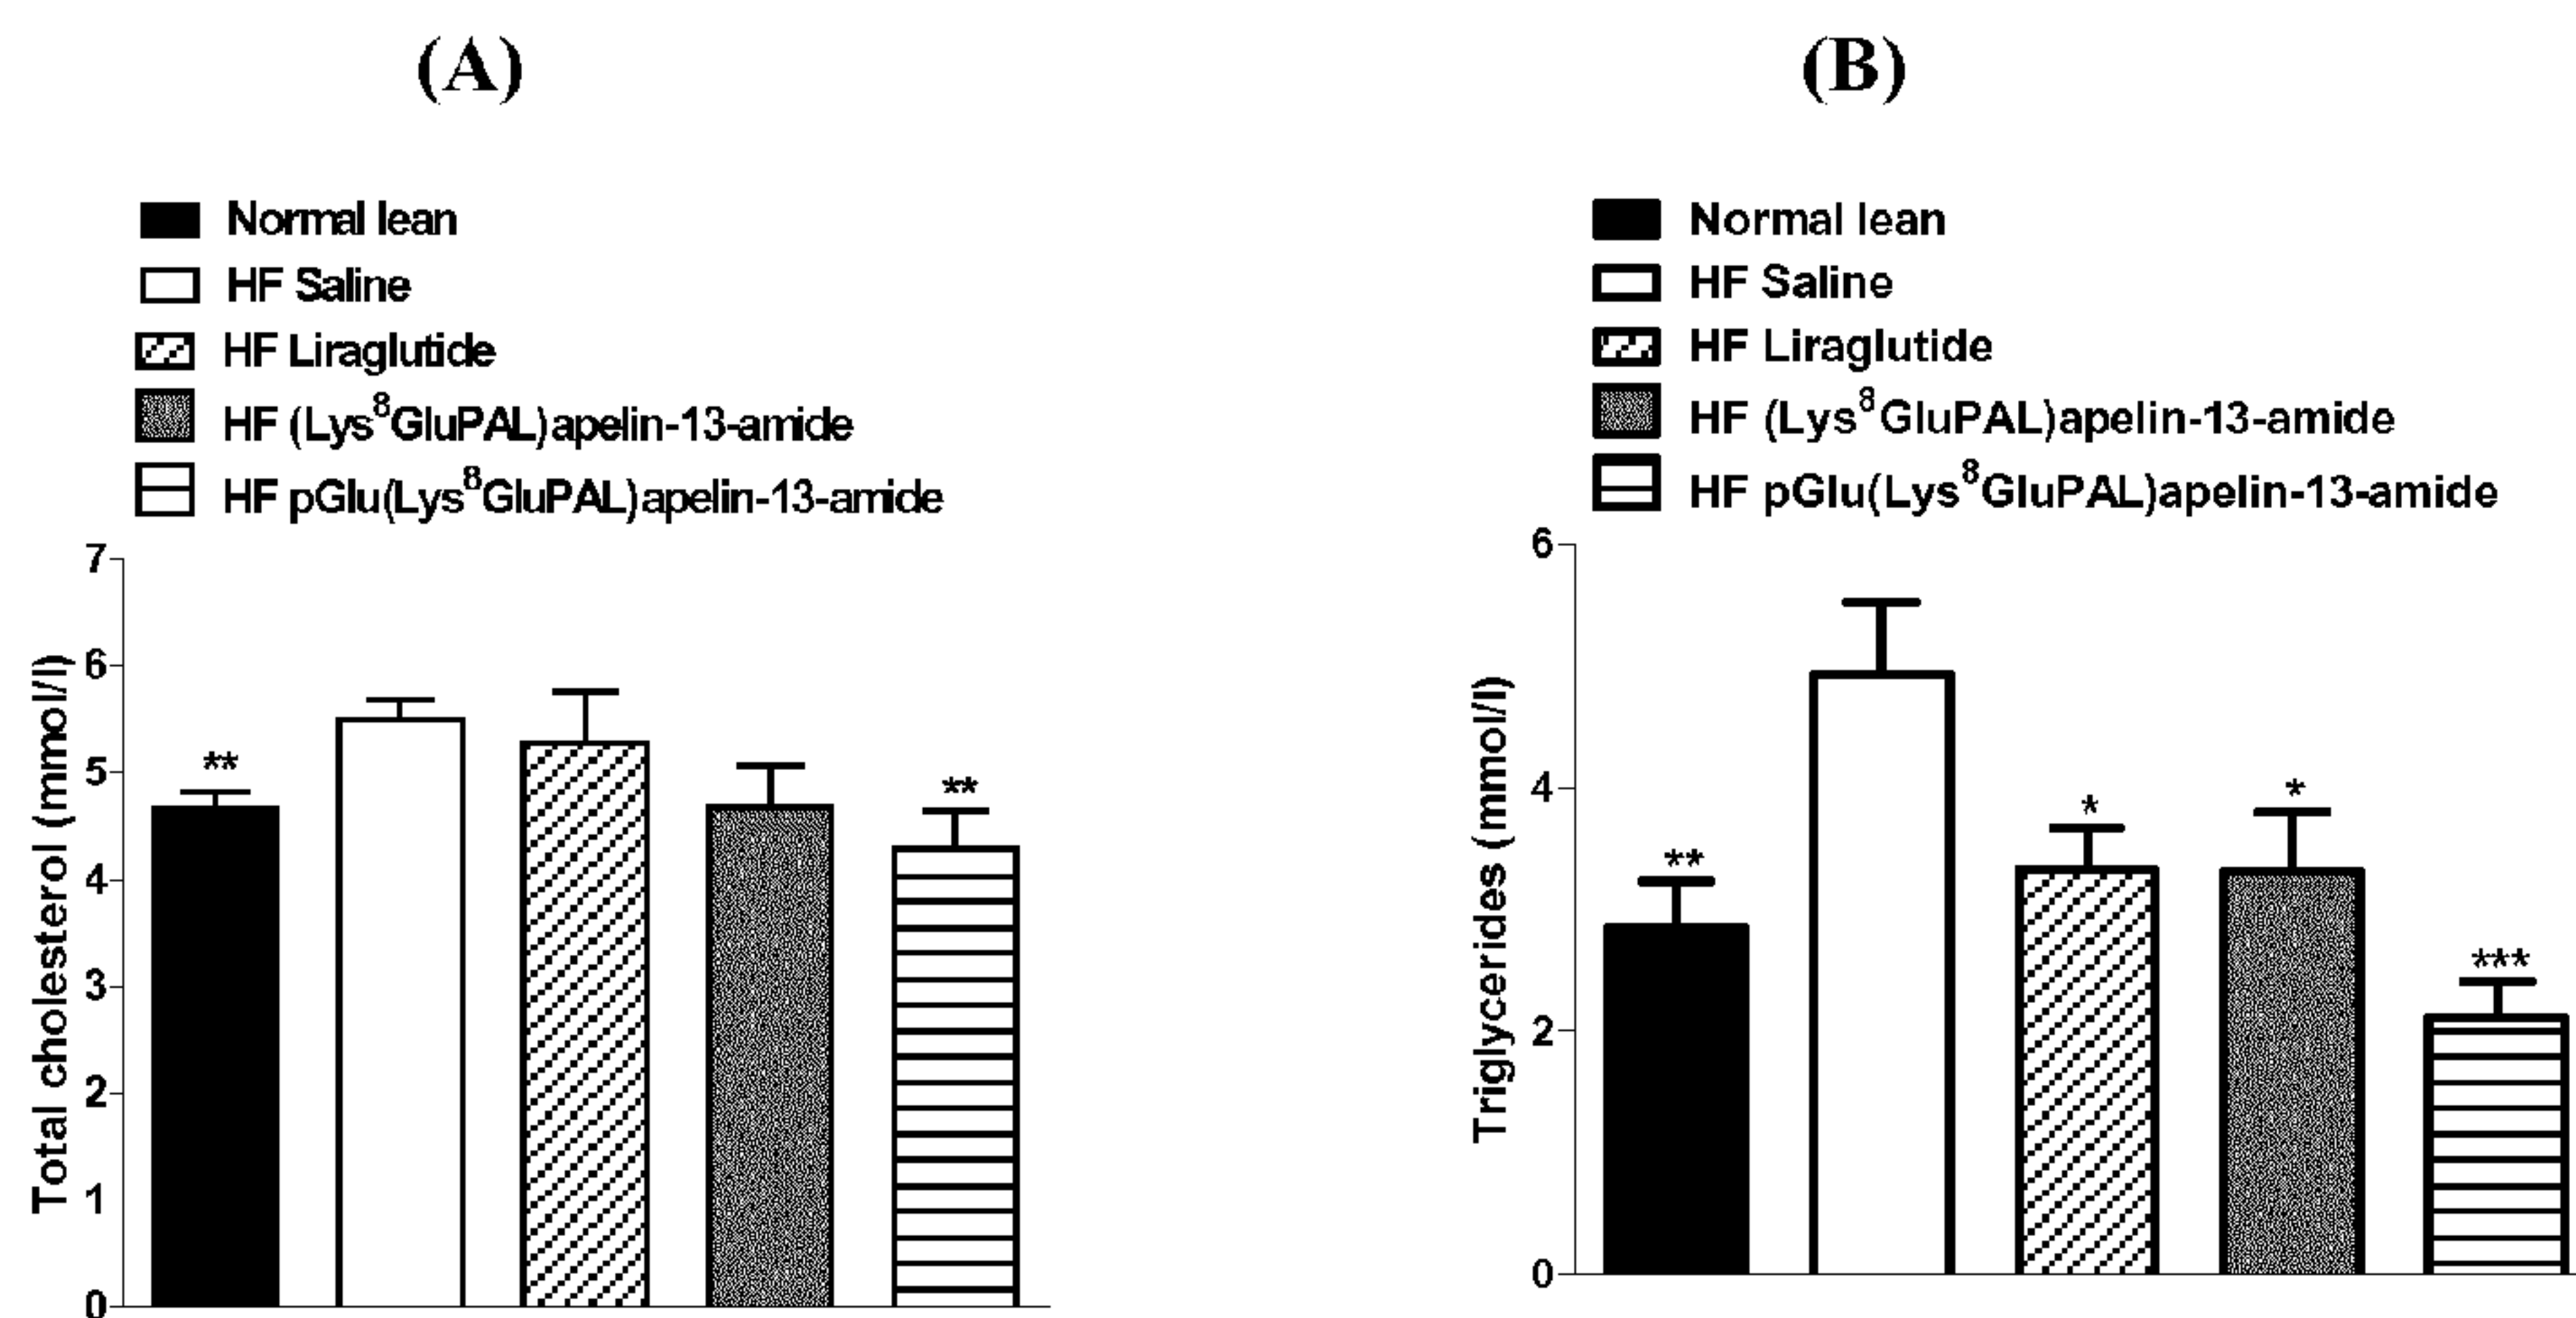 (A)
Normal lean
HF Saline
HF Liraglutide
HF (Lys⁸GluPAL)apelin-13-amide
HF pGlu(Lys⁸GluPAL)apelin-13-amide
Total cholesterol (mmol/l)
7
6
5
4
3
2
1
0
**
**
(B)
Normal lean
HF Saline
HF Liraglutide
HF (Lys⁸GluPAL)apelin-13-amide
HF pGlu(Lys⁸GluPAL)apelin-13-amide
Triglycerides (mmol/l)
6
4
2
0
**
*
*
***